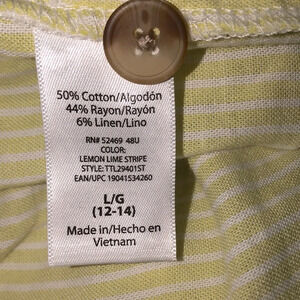 50% Cotton/Algodón
44% Rayon/Rayón
6% Linen/Lino
RN# 52469 48U
COLOR:
LEMON LIME STRIPE
STYLE: TTL29401ST
EAN/UPC 19041534260
L/G
(12-14)
Made in/Hecho en
Vietnam